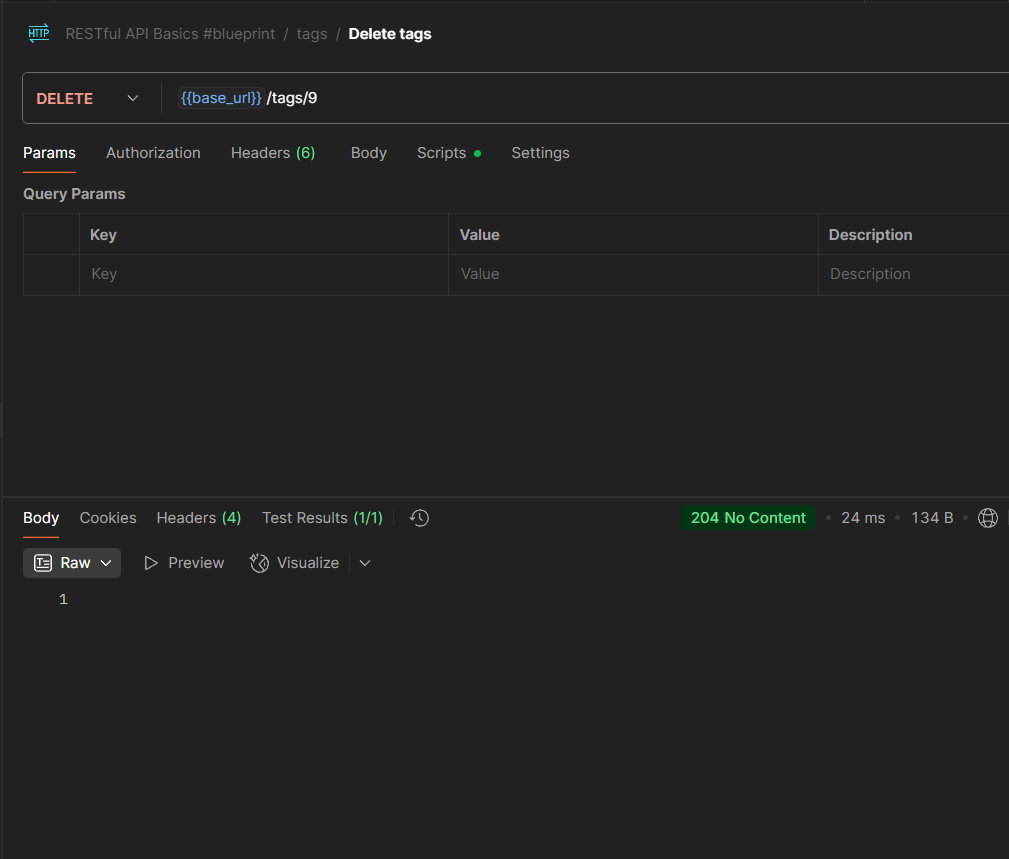 HTTP RESTful API Basics #blueprint / tags / Delete tags
DELETE {{base_url}} /tags/9
Params Authorization Headers (6) Body Scripts Settings
Query Params
Key Value Description
Key Value Description
Body Cookies Headers (4) Test Results (1/1) 204 No Content • 24 ms • 134 B •
Raw Preview Visualize
1